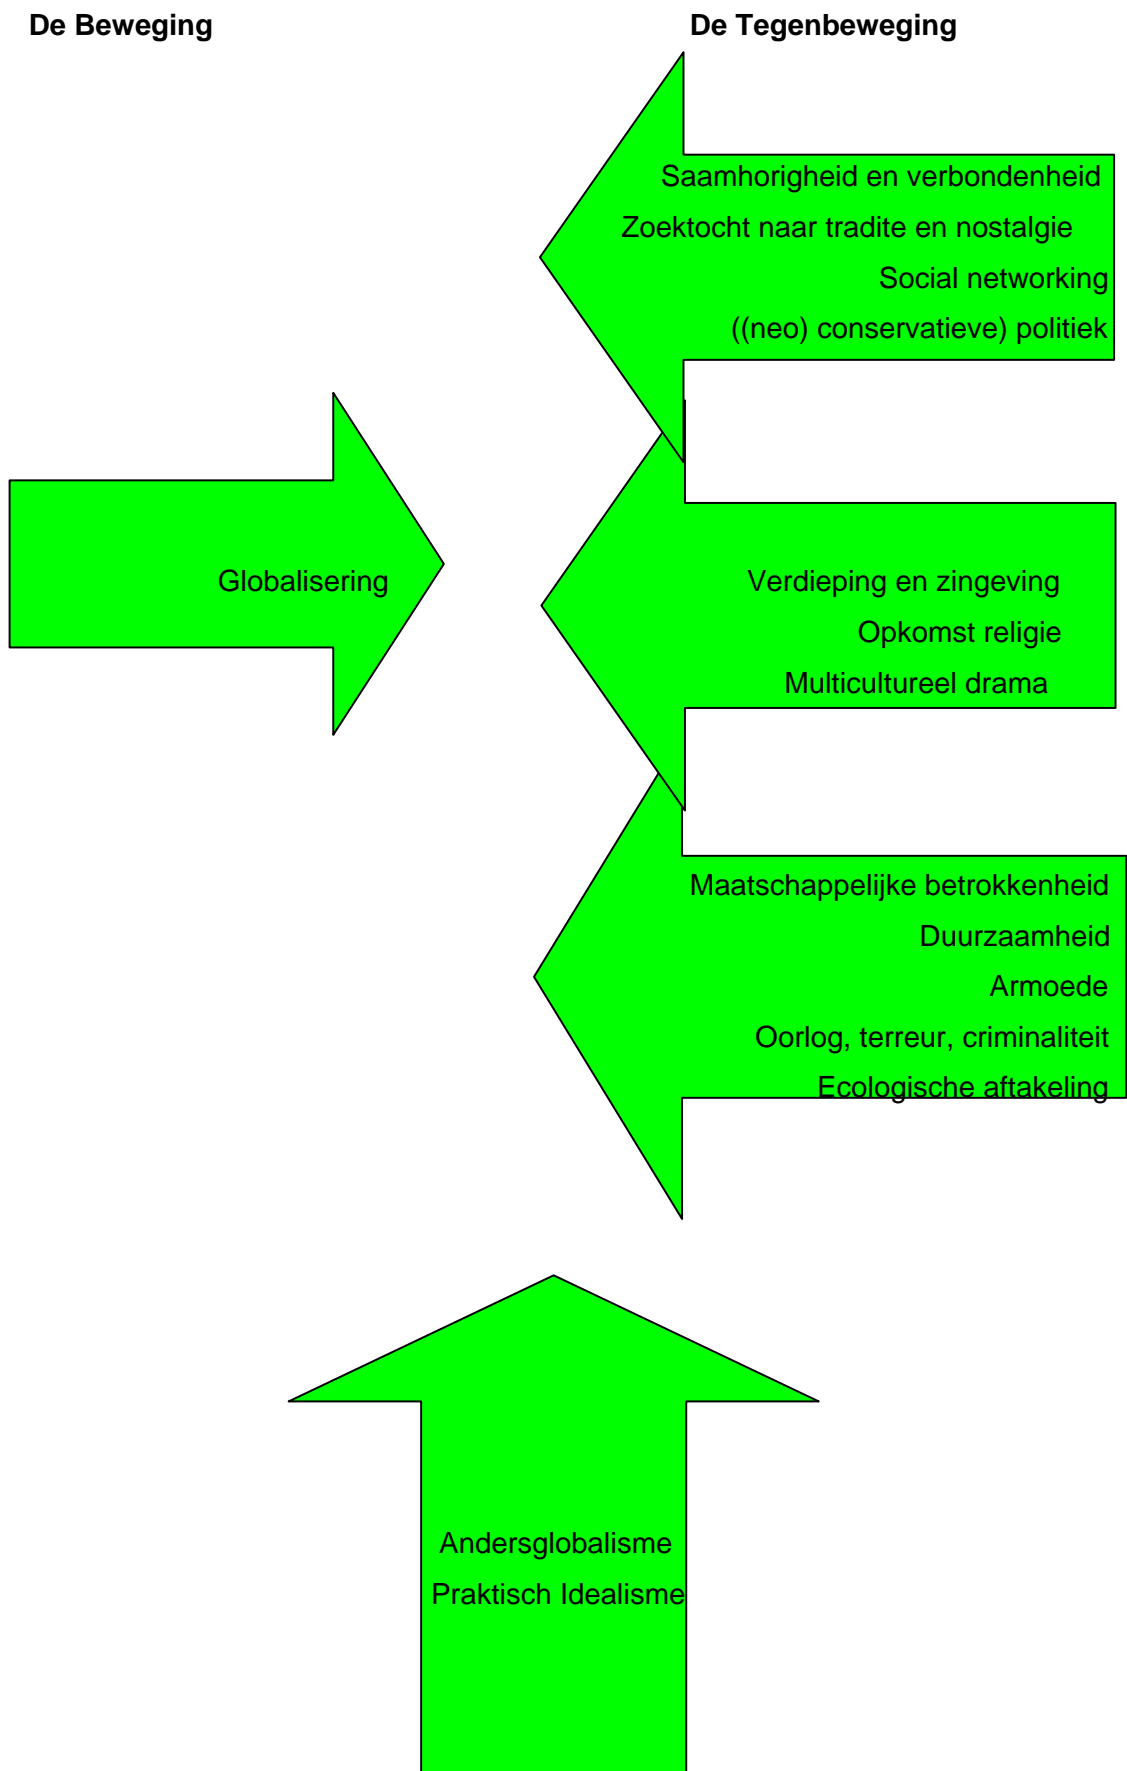 De Beweging
De Tegenbeweging
Saamhorigheid en verbondenheid
Zoektocht naar tradite en nostalgie
Social networking
((neo) conservatieve) politiek
Globalisering
Verdieping en zingeving
Opkomst religie
Multicultureel drama
Maatschappelijke betrokkenheid
Duurzaamheid
Armoede
Oorlog, terreur, criminaliteit
Ecologische aftakeling
Andersglobalisme
Praktisch Idealisme